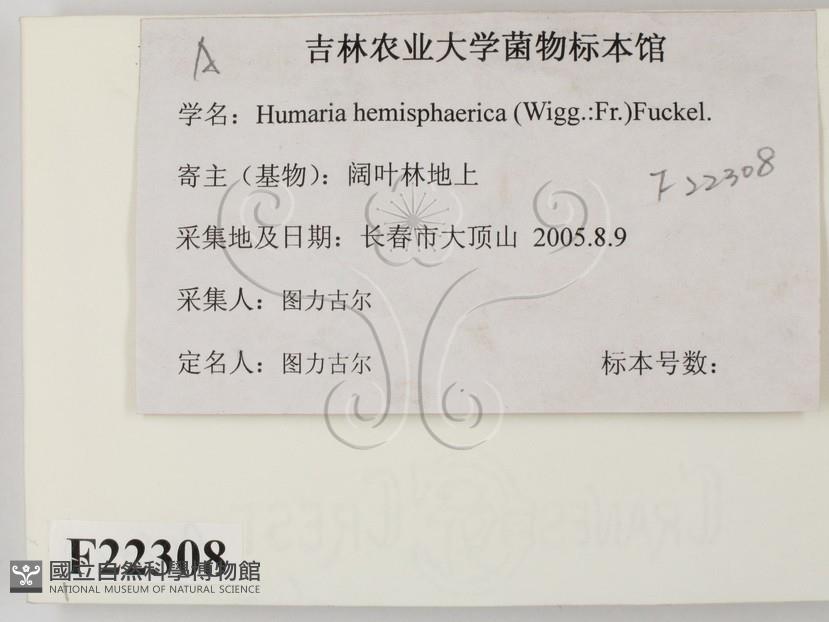 A
吉林农业大学菌物标本馆
学名：Humaria hemisphaerica (Wigg.:Fr.)Fuckel.
寄主（基物）：阔叶林地上
F22308
采集地及日期：长春市大顶山 2005.8.9
采集人：图力古尔
定名人：图力古尔 标本号数：
CRANE'S CREST
F22308
國立自然科學博物館
NATIONAL MUSEUM OF NATURAL SCIENCE